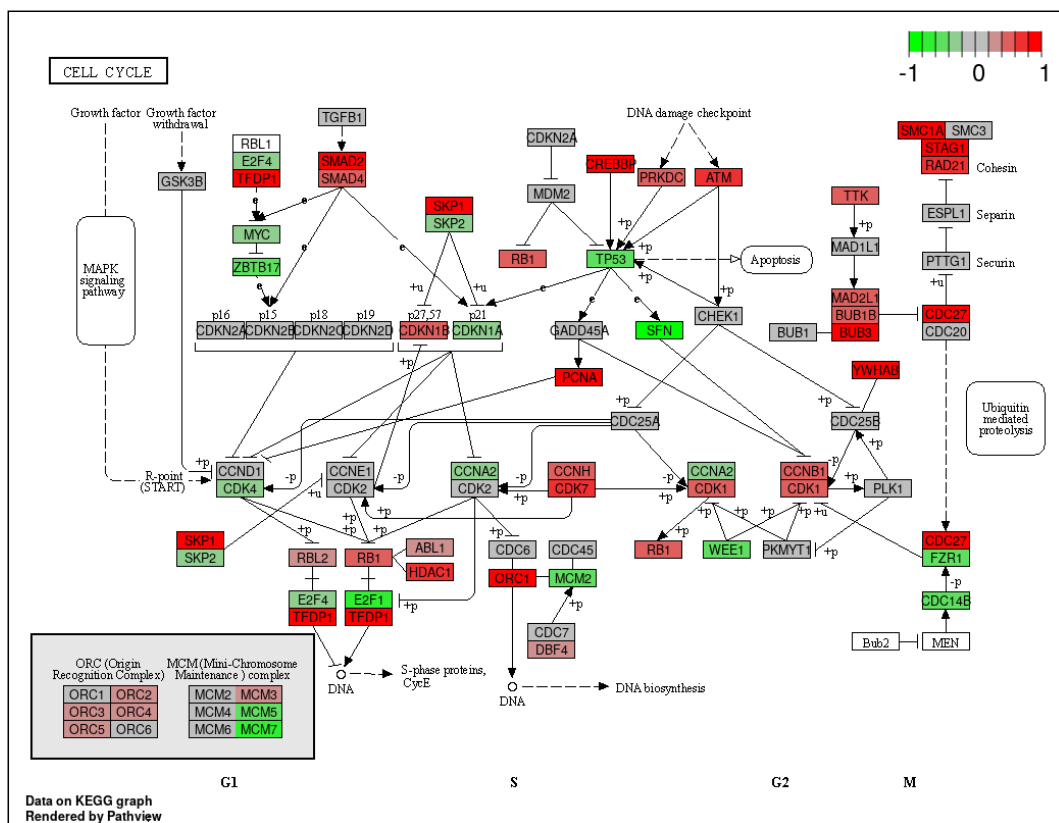 -1 0 1
CELL CYCLE
Growth factor
Growth factor
withdrawal
TGFB1
DNA damage checkpoint
RBL1
E2F4
TFDP1
SMAD2
SMAD4
GSK3B
CDKN2A
CREBBP
PRKDC
ATM
SMC1A
SMC3
STAG1
RAD21
Cohesin
MDM2
TTK
SKP1
SKP2
ESPL1
Separin
e
e
+p
+p
+p
MYC
RB1
TP53
+p
Apoptosis
MAD1L1
PTTG1
Securin
ZBTB17
MAPK
signaling
pathway
e
e
e
+u
+u
e
e
e
+p
+p
+u
MAD2L1
BUB1B
BUB3
BUB1
CDC27
CDC20
p16
p15
p18
p19
p27,57
p21
CDKN2A
CDKN2B
CDKN2C
CDKN2D
CDKN1B
CDKN1A
GADD45A
SFN
CHEK1
+p
PCNA
YWHAB
CDC25A
+p
+p
CDC25B
Ubiquitin
mediated
proteolysis
R-point
(START)
+p
CCND1
CDK4
-p
+u
CCNE1
CDK2
-p
CCNA2
CDK2
-p
+p
CCNH
CDK7
-p
+p
CCNA2
CDK1
CCNB1
CDK1
-p
+p
+p
PLK1
SKP1
SKP2
+p
+p
+p
+p
+p
+p
+p
+p
+p
+u
RBL2
RB1
ABL1
HDAC1
CDC6
CDC45
ORC1
MCM2
RB1
WEE1
PKMYT1
+p
CDC27
FZR1
-p
E2F4
TFDP1
E2F1
TFDP1
+p
+p
CDC7
DBF4
CDC14B
Bub2
MEN
DNA
S-phase proteins,
CycE
DNA
DNA biosynthesis
ORC (Origin
Recognition Complex)
MCM (Mini-Chromosome
Maintenance ) complex
ORC1 ORC2
ORC3 ORC4
ORC5 ORC6
MCM2 MCM3
MCM4 MCM5
MCM6 MCM7
G1
S
G2
M
Data on KEGG graph
Rendered by Pathview